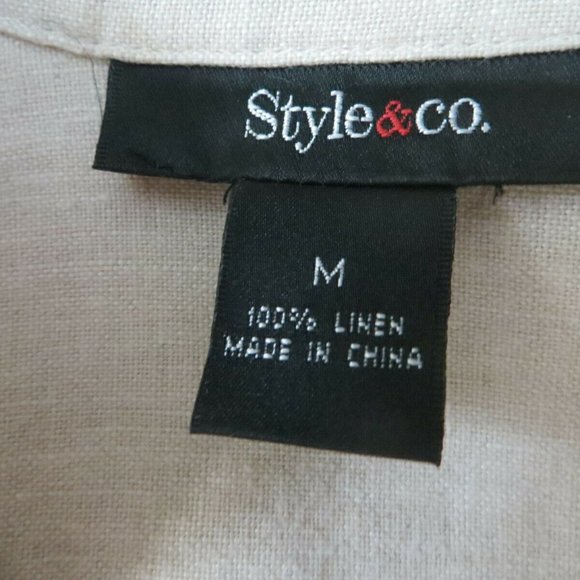 Style&co.
M
100% LINEN
MADE IN CHINA